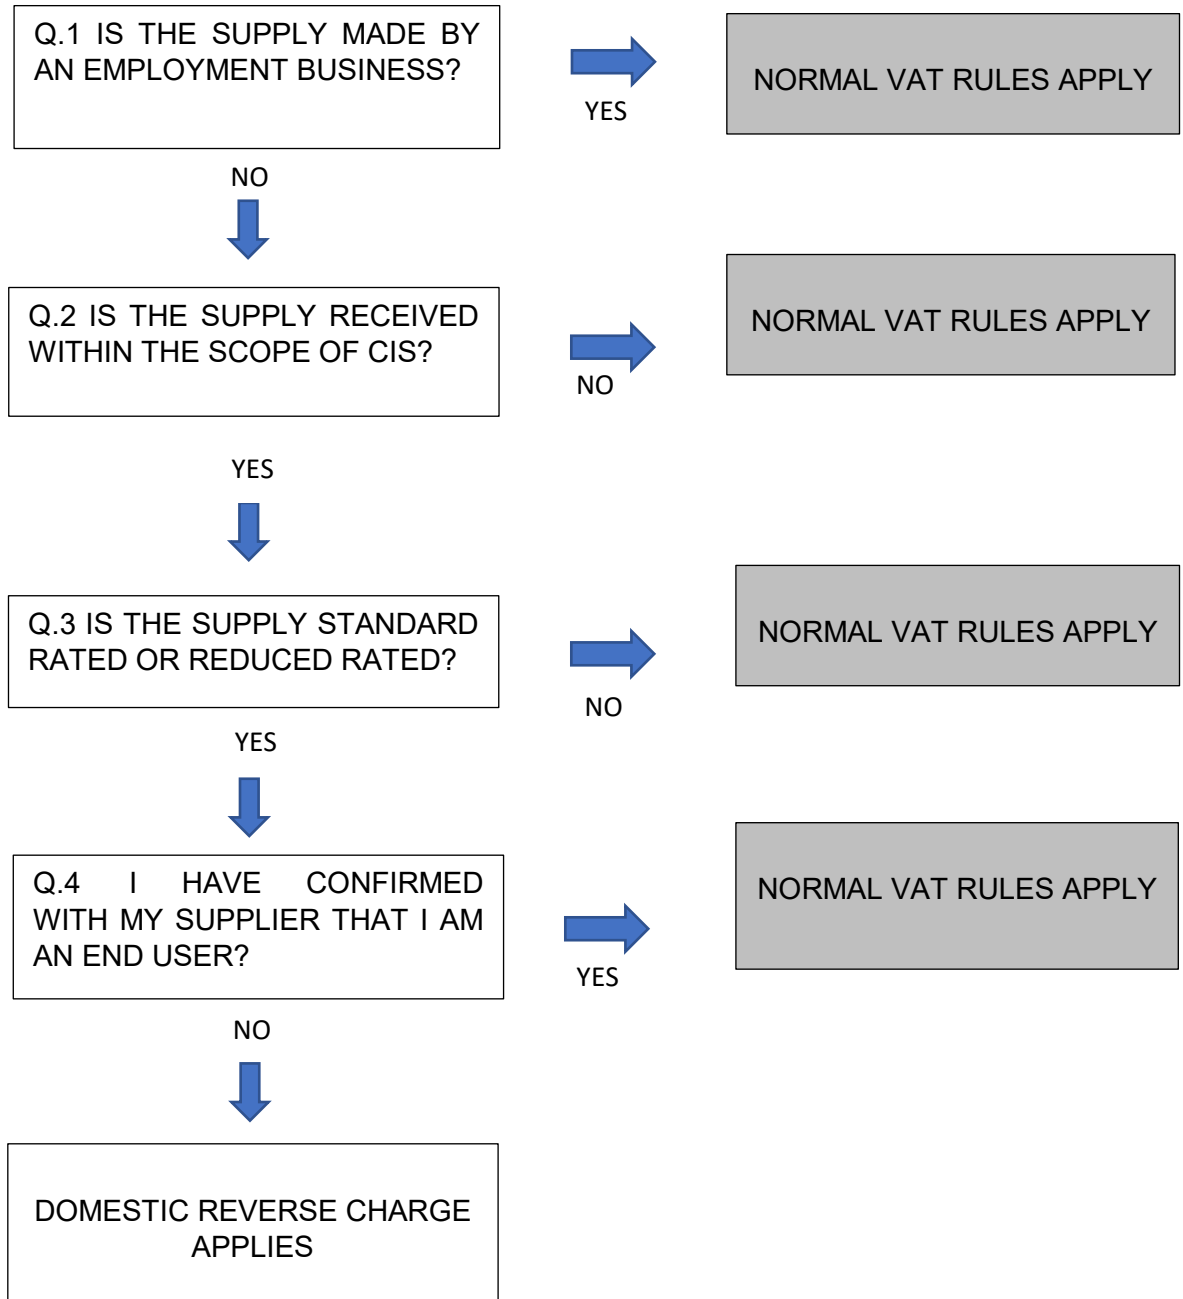 Q.1 IS THE SUPPLY MADE BY
AN EMPLOYMENT BUSINESS?
YES
NORMAL VAT RULES APPLY
NO
Q.2 IS THE SUPPLY RECEIVED
WITHIN THE SCOPE OF CIS?
NO
NORMAL VAT RULES APPLY
YES
Q.3 IS THE SUPPLY STANDARD
RATED OR REDUCED RATED?
NO
NORMAL VAT RULES APPLY
YES
Q.4 I HAVE CONFIRMED
WITH MY SUPPLIER THAT I AM
AN END USER?
YES
NORMAL VAT RULES APPLY
NO
DOMESTIC REVERSE CHARGE
APPLIES